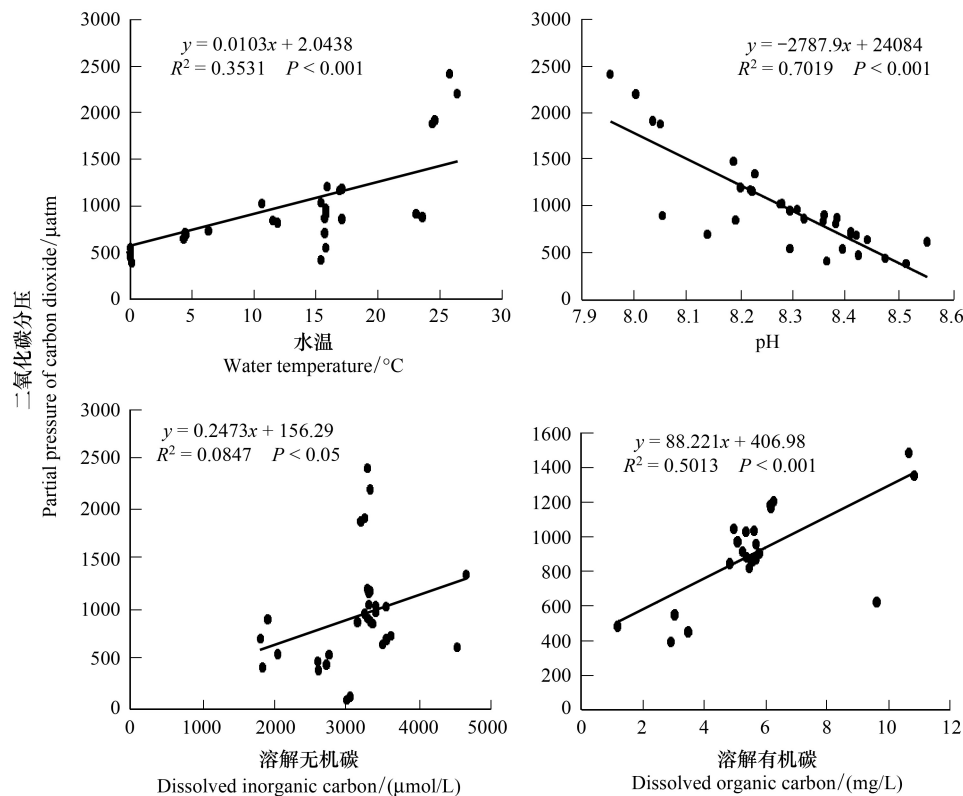 二氧化碳分压
Partial pressure of carbon dioxide/μatm
3000
2500
2000
1500
1000
500
0
y = 0.0103x + 2.0438
R² = 0.3531 P < 0.001
0 5 10 15 20 25 30
水温
Water temperature/°C
3000
2500
2000
1500
1000
500
0
y = −2787.9x + 24084
R² = 0.7019 P < 0.001
7.9 8.0 8.1 8.2 8.3 8.4 8.5 8.6
pH
3000
2500
2000
1500
1000
500
0
y = 0.2473x + 156.29
R² = 0.0847 P < 0.05
0 1000 2000 3000 4000 5000
溶解无机碳
Dissolved inorganic carbon/(μmol/L)
1600
1400
1200
1000
800
600
400
200
0
y = 88.221x + 406.98
R² = 0.5013 P < 0.001
0 2 4 6 8 10 12
溶解有机碳
Dissolved organic carbon/(mg/L)